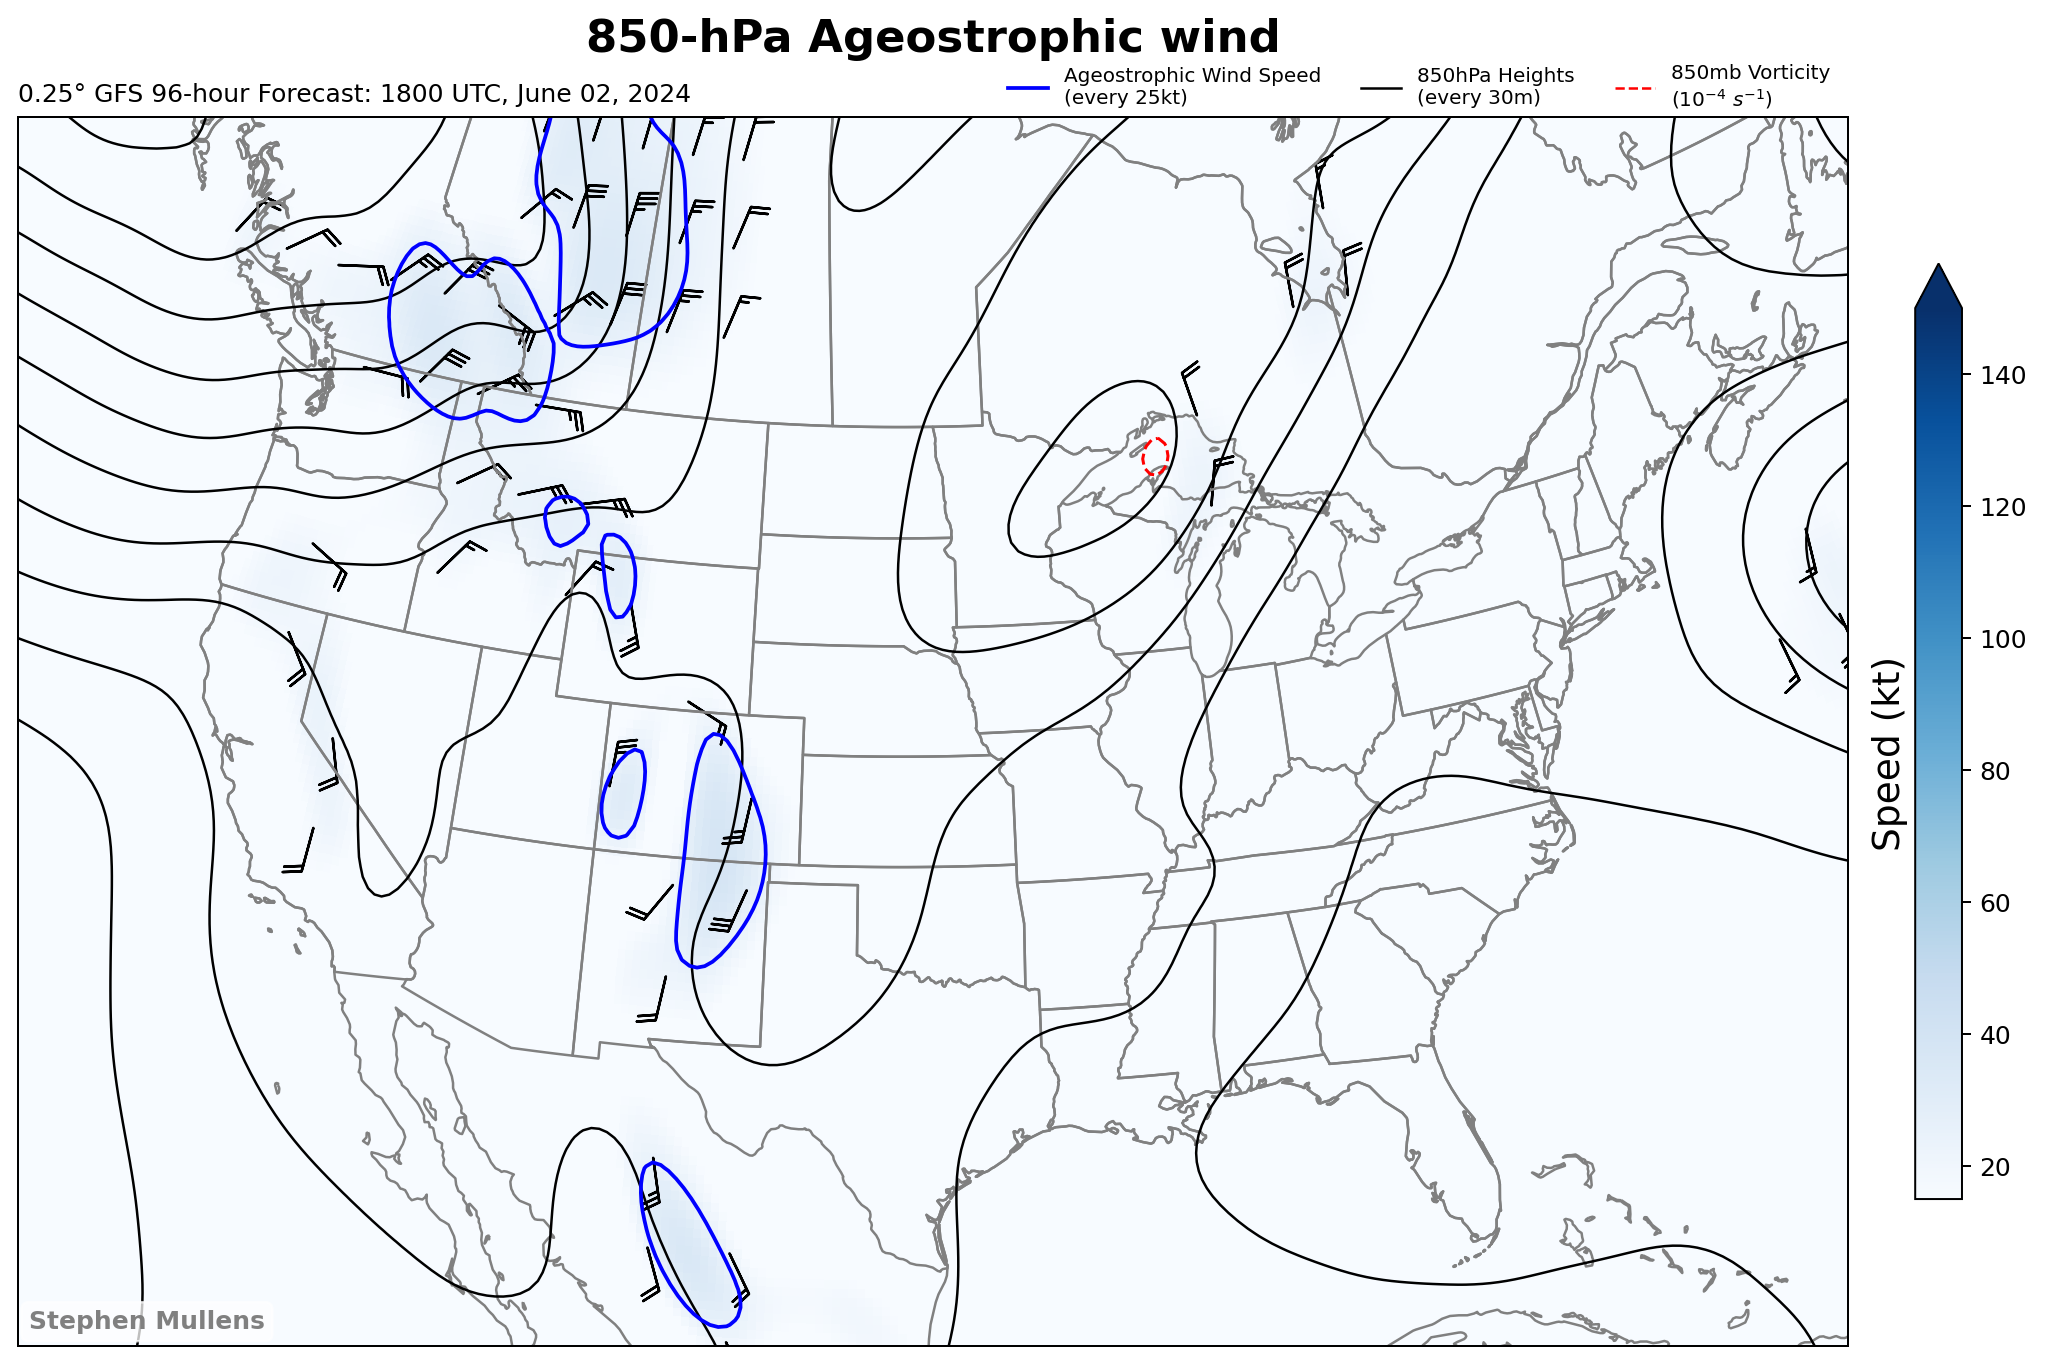 850-hPa Ageostrophic wind
0.25° GFS 96-hour Forecast: 1800 UTC, June 02, 2024
Ageostrophic Wind Speed
(every 25kt)
850hPa Heights
(every 30m)
850mb Vorticity
(10⁻⁴ s⁻¹)
140
120
100
80
60
40
20
Speed (kt)
Stephen Mullens